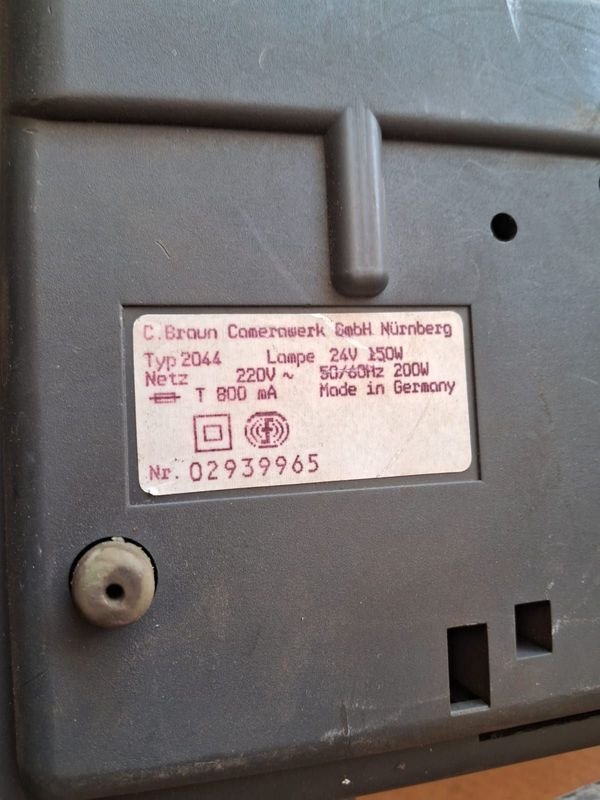 C. Braun Camerawerk GmbH Nürnberg
Typ 2044 Lampe 24V 150W
Netz 220V ~ 50/60Hz 200W
T 800 mA Made in Germany
Nr. 02939965